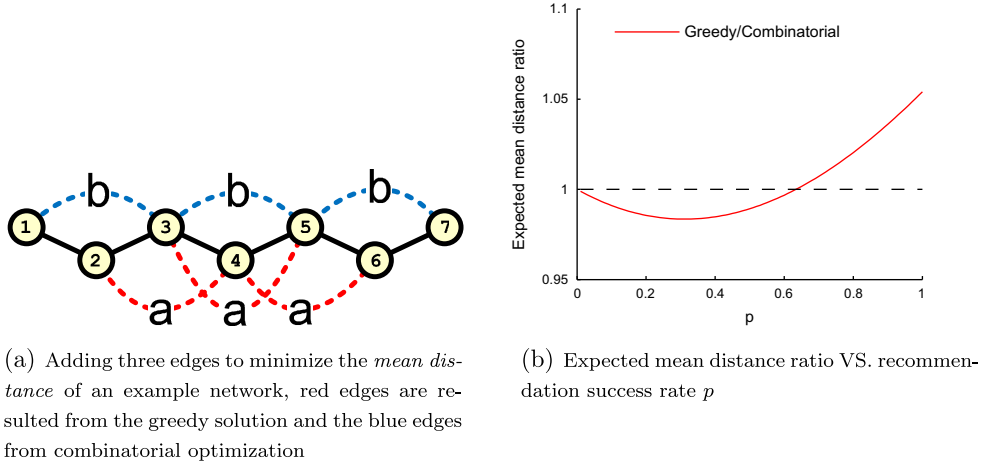 b b b
1 3 5 7
2 4 6
a a a
(a) Adding three edges to minimize the mean dis-
tance of an example network, red edges are re-
sulted from the greedy solution and the blue edges
from combinatorial optimization
1.1
Greedy/Combinatorial
1.05
1
0.95
Expected mean distance ratio
0 0.2 0.4 0.6 0.8 1
p
(b) Expected mean distance ratio VS. recommen-
dation success rate p